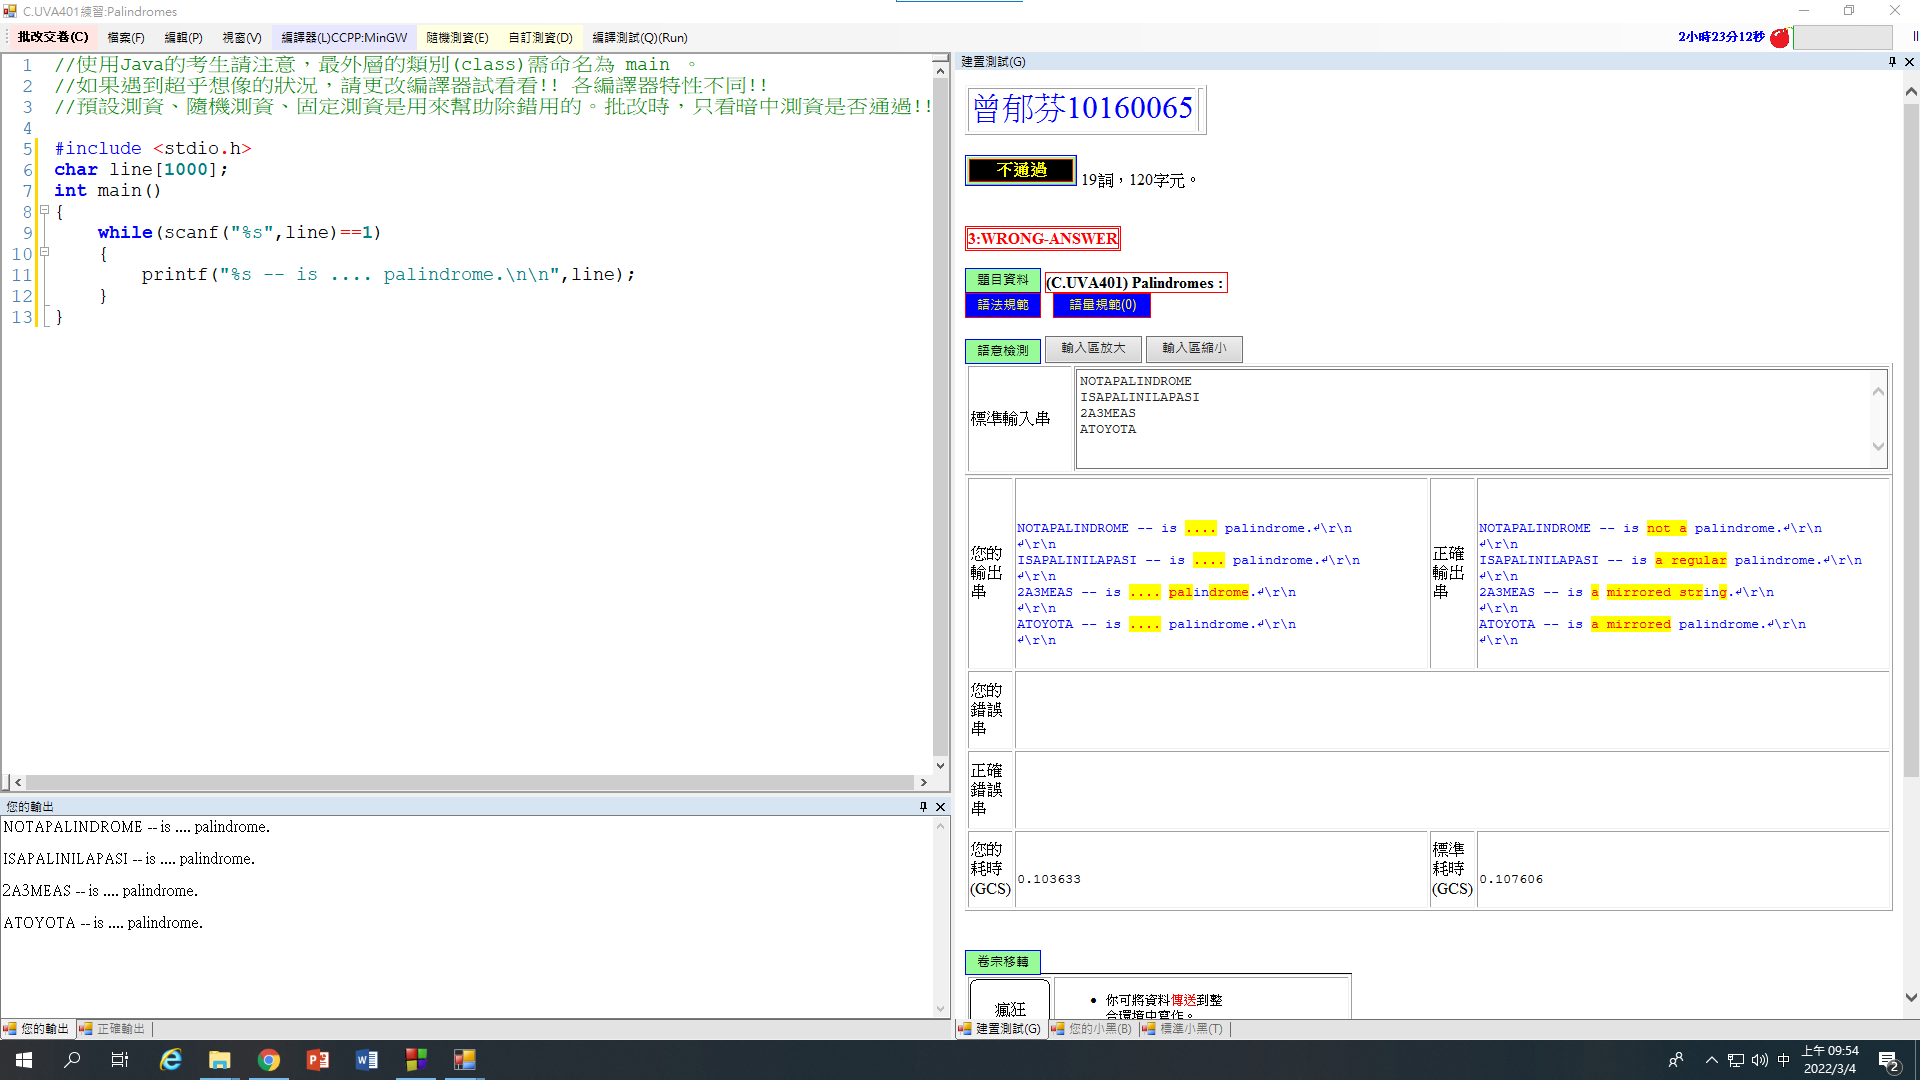 C.UVA401練習:Palindromes
批改交卷(C) 檔案(F) 編輯(P) 視窗(V) 編譯器(L)CCPP:MinGW 隨機測資(E) 自訂測資(D) 編譯測試(Q)(Run) 2小時23分12秒
1 //使用Java的考生請注意，最外層的類別(class)需命名為 main 。
2 //如果遇到超乎想像的狀況，請更改編譯器試看看!! 各編譯器特性不同!!
3 //預設測資、隨機測資、固定測資是用來幫助除錯用的。批改時，只看暗中測資是否通過!!
4
5 #include <stdio.h>
6 char line[1000];
7 int main()
8 {
9 while(scanf("%s",line)==1)
10 {
11 printf("%s -- is .... palindrome.\n\n",line);
12 }
13 }
您的輸出
NOTAPALINDROME -- is .... palindrome.
ISAPALINILAPASI -- is .... palindrome.
2A3MEAS -- is .... palindrome.
ATOYOTA -- is .... palindrome.
您的輸出 正確輸出
建置測試(G)
曾郁芬10160065
不通過 19詞，120字元。
3:WRONG-ANSWER
題目資料 (C.UVA401) Palindromes :
語法規範 語量規範(0)
語意檢測 輸入區放大 輸入區縮小
標準輸入串
NOTAPALINDROME
ISAPALINILAPASI
2A3MEAS
ATOYOTA
您的輸出串
NOTAPALINDROME -- is .... palindrome.↲\r\n
↲\r\n
ISAPALINILAPASI -- is .... palindrome.↲\r\n
↲\r\n
2A3MEAS -- is .... palindrome.↲\r\n
↲\r\n
ATOYOTA -- is .... palindrome.↲\r\n
↲\r\n
正確輸出串
NOTAPALINDROME -- is not a palindrome.↲\r\n
↲\r\n
ISAPALINILAPASI -- is a regular palindrome.↲\r\n
↲\r\n
2A3MEAS -- is a mirrored string.↲\r\n
↲\r\n
ATOYOTA -- is a mirrored palindrome.↲\r\n
↲\r\n
您的錯誤串
正確錯誤串
您的耗時(GCS) 0.103633
標準耗時(GCS) 0.107606
卷宗移轉
瘋狂
• 你可將資料傳送到整
合環境中寫作。
建置測試(G) 您的小黑(B) 標準小黑(T)
中 上午 09:54
2022/3/4
2